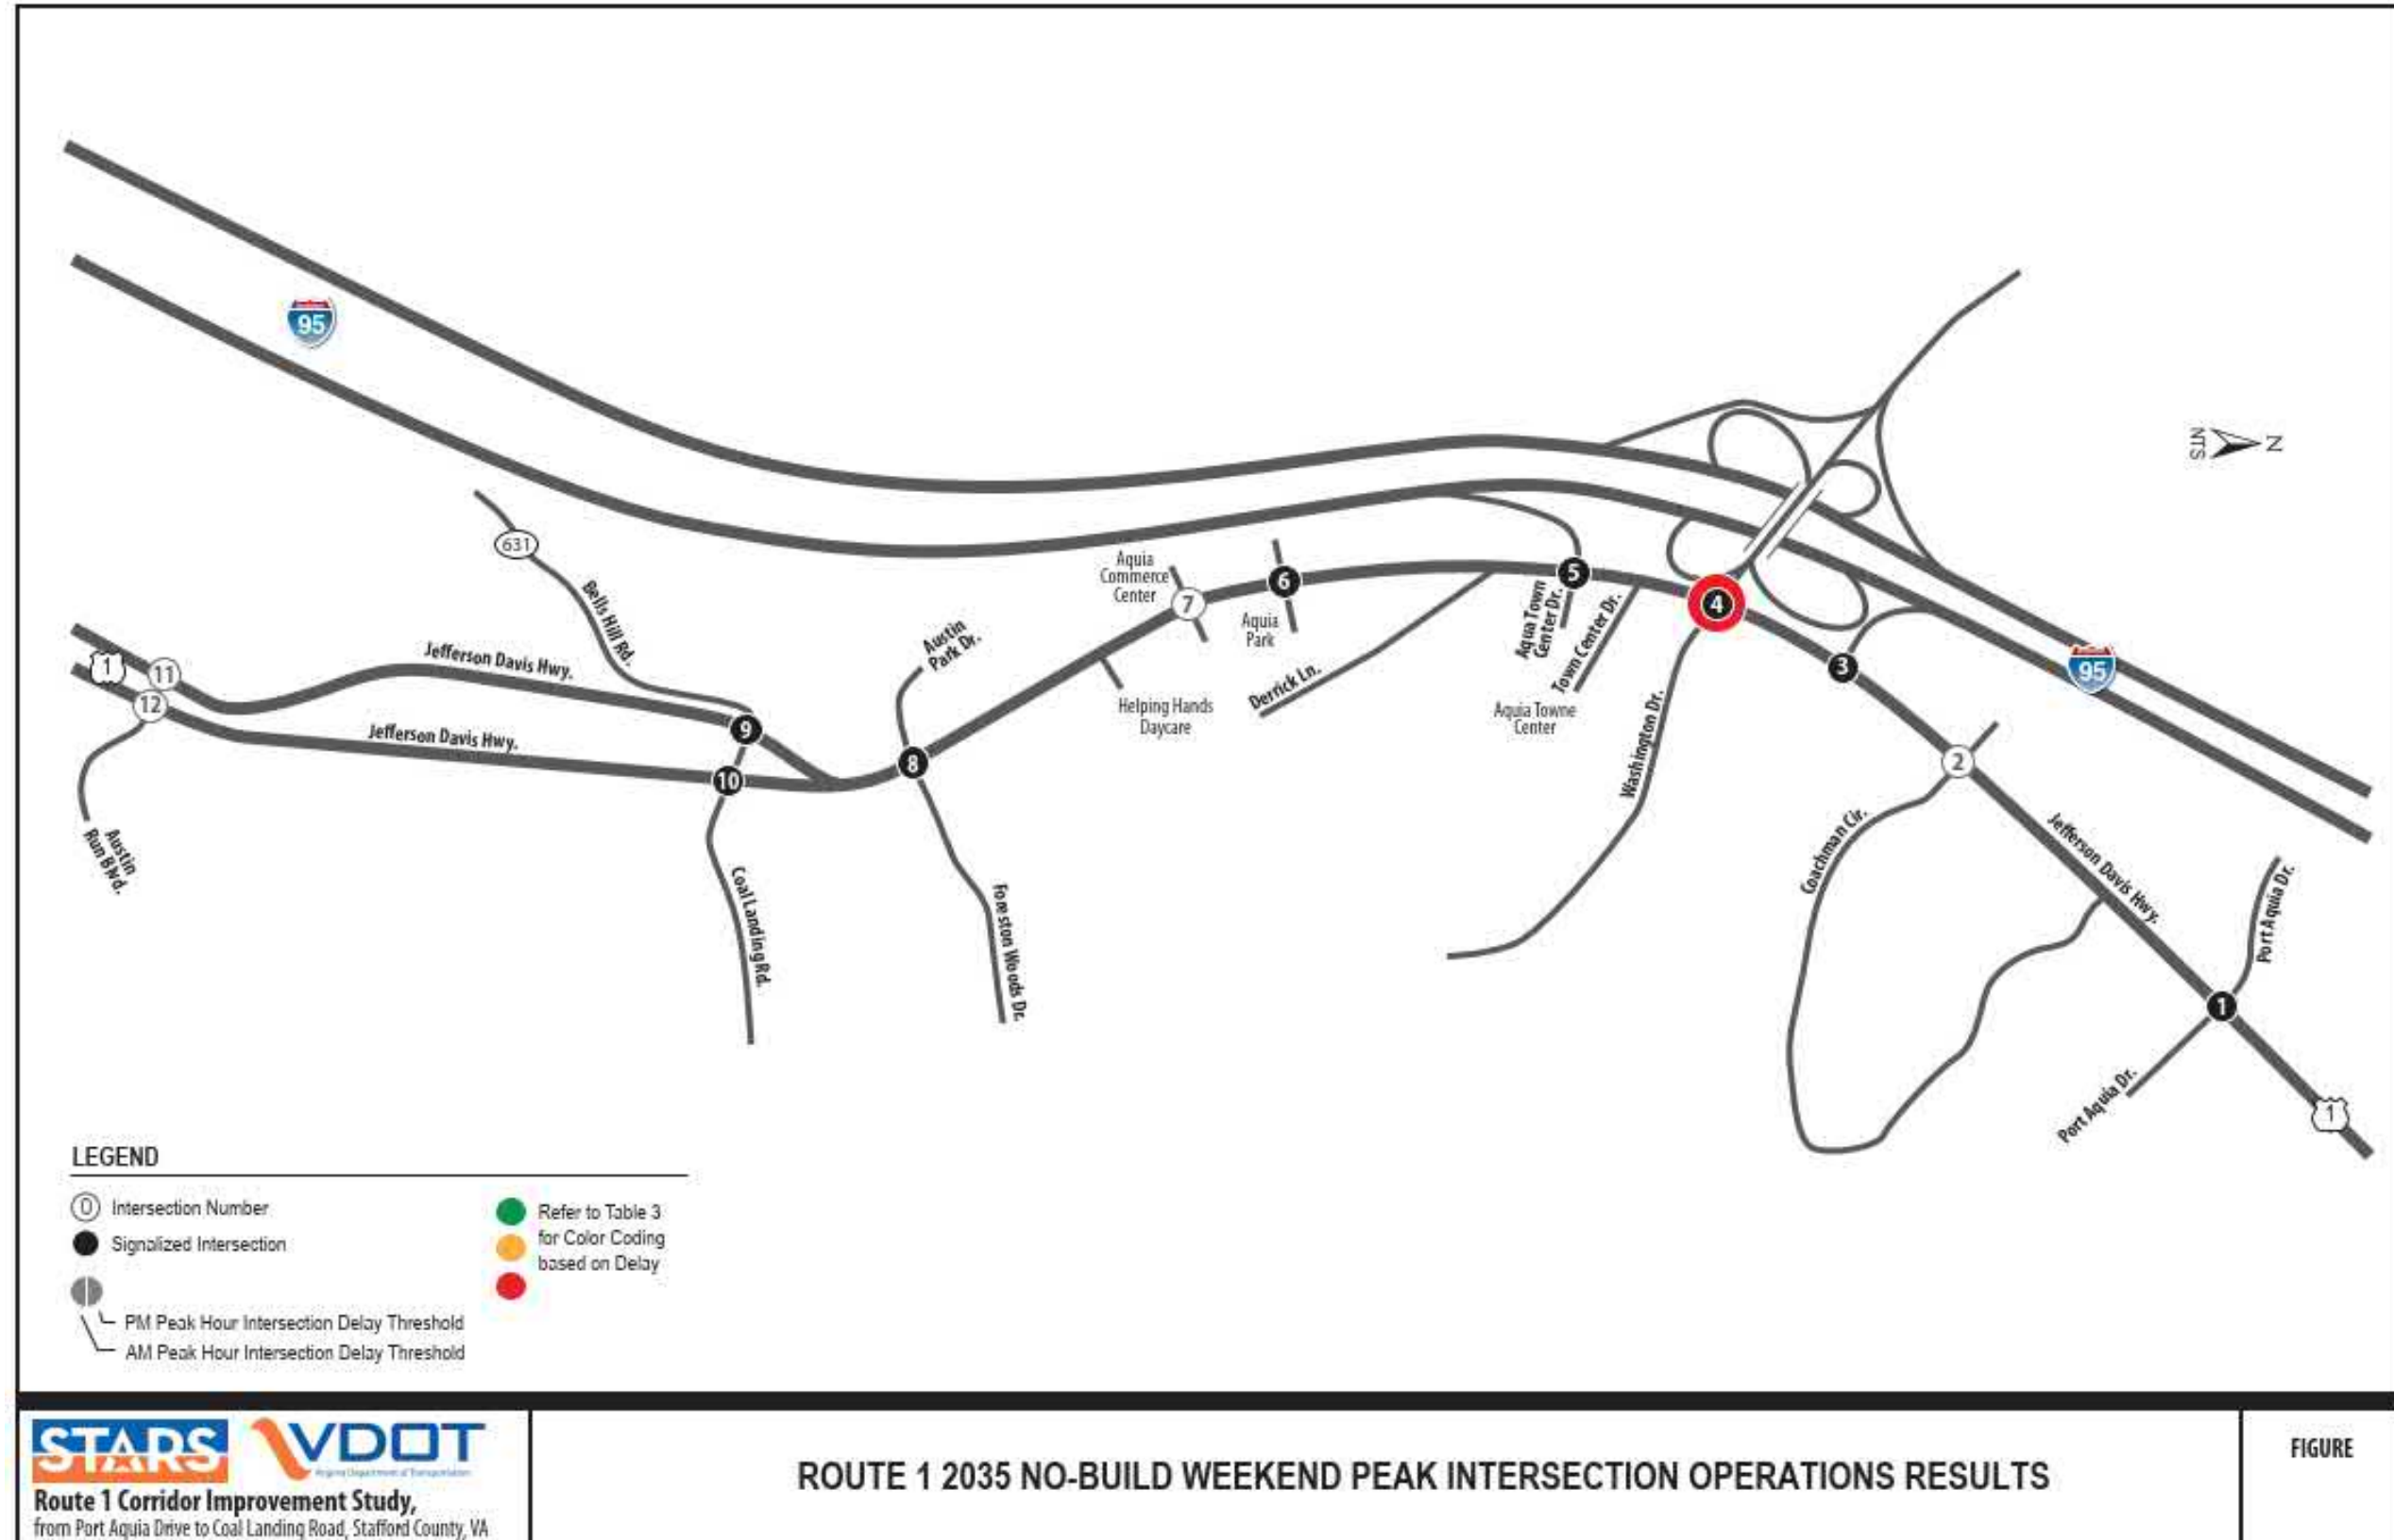 95
N
NTS
631
Bells Hill Rd.
Aquia
Commerce
Center
7
6
Aquia
Park
5
Aqua Town
Center Dr.
Town Center Dr.
4
95
3
Austin
Park Dr.
Jefferson Davis Hwy.
1
11
12
Jefferson Davis Hwy.
9
10
8
Helping Hands
Daycare
Derrick Ln.
Aquia Towne
Center
Washington Dr.
2
Coachman Cir.
Jefferson Davis Hwy.
Port Aquia Dr.
Austin
Run Blvd.
Coal Landing Rd.
Foreston Woods Dr.
1
Port Aquia Dr.
1
LEGEND
0 Intersection Number
Signalized Intersection
Refer to Table 3
for Color Coding
based on Delay
PM Peak Hour Intersection Delay Threshold
AM Peak Hour Intersection Delay Threshold
STARS VDOT
Virginia Department of Transportation
Route 1 Corridor Improvement Study,
from Port Aquia Drive to Coal Landing Road, Stafford County, VA
ROUTE 1 2035 NO-BUILD WEEKEND PEAK INTERSECTION OPERATIONS RESULTS
FIGURE